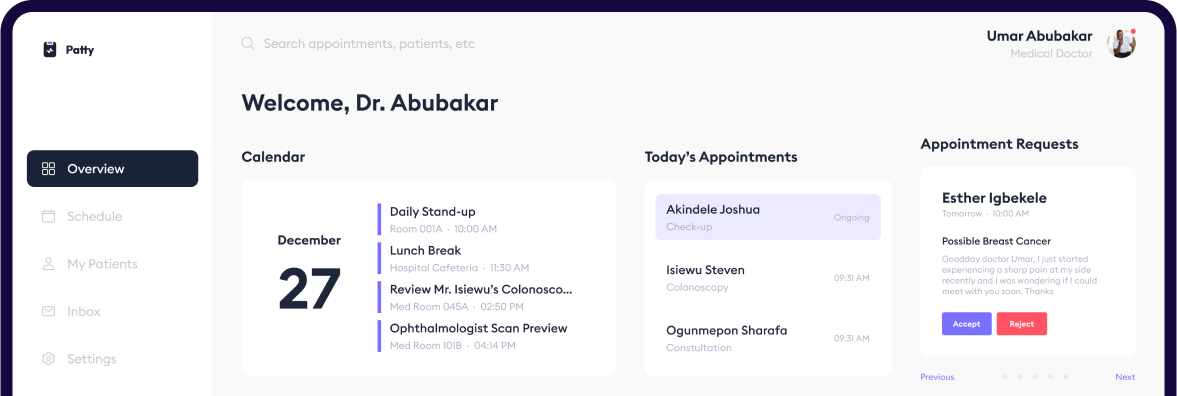 Patty
Search appointments, patients, etc
Umar Abubakar
Medical Doctor
Welcome, Dr. Abubakar
Overview
Schedule
My Patients
Inbox
Settings
Calendar
December
27
Daily Stand-up
Room 001A · 10:00 AM
Lunch Break
Hospital Cafeteria · 11:30 AM
Review Mr. Isiewu's Colonosco...
Med Room 045A · 02:50 PM
Ophthalmologist Scan Preview
Med Room 101B · 04:14 PM
Today's Appointments
Akindele Joshua
Check-up
Ongoing
Isiewu Steven
Colonoscopy
09:31 AM
Ogunmepon Sharafa
Constultation
09:31 AM
Appointment Requests
Esther Igbekele
Tomorrow · 10:00 AM
Possible Breast Cancer
Goodday doctor Umar, I just started
experiencing a sharp pain at my side
recently and I was wondering if I could
meet with you soon. Thanks
Accept
Reject
Previous
Next